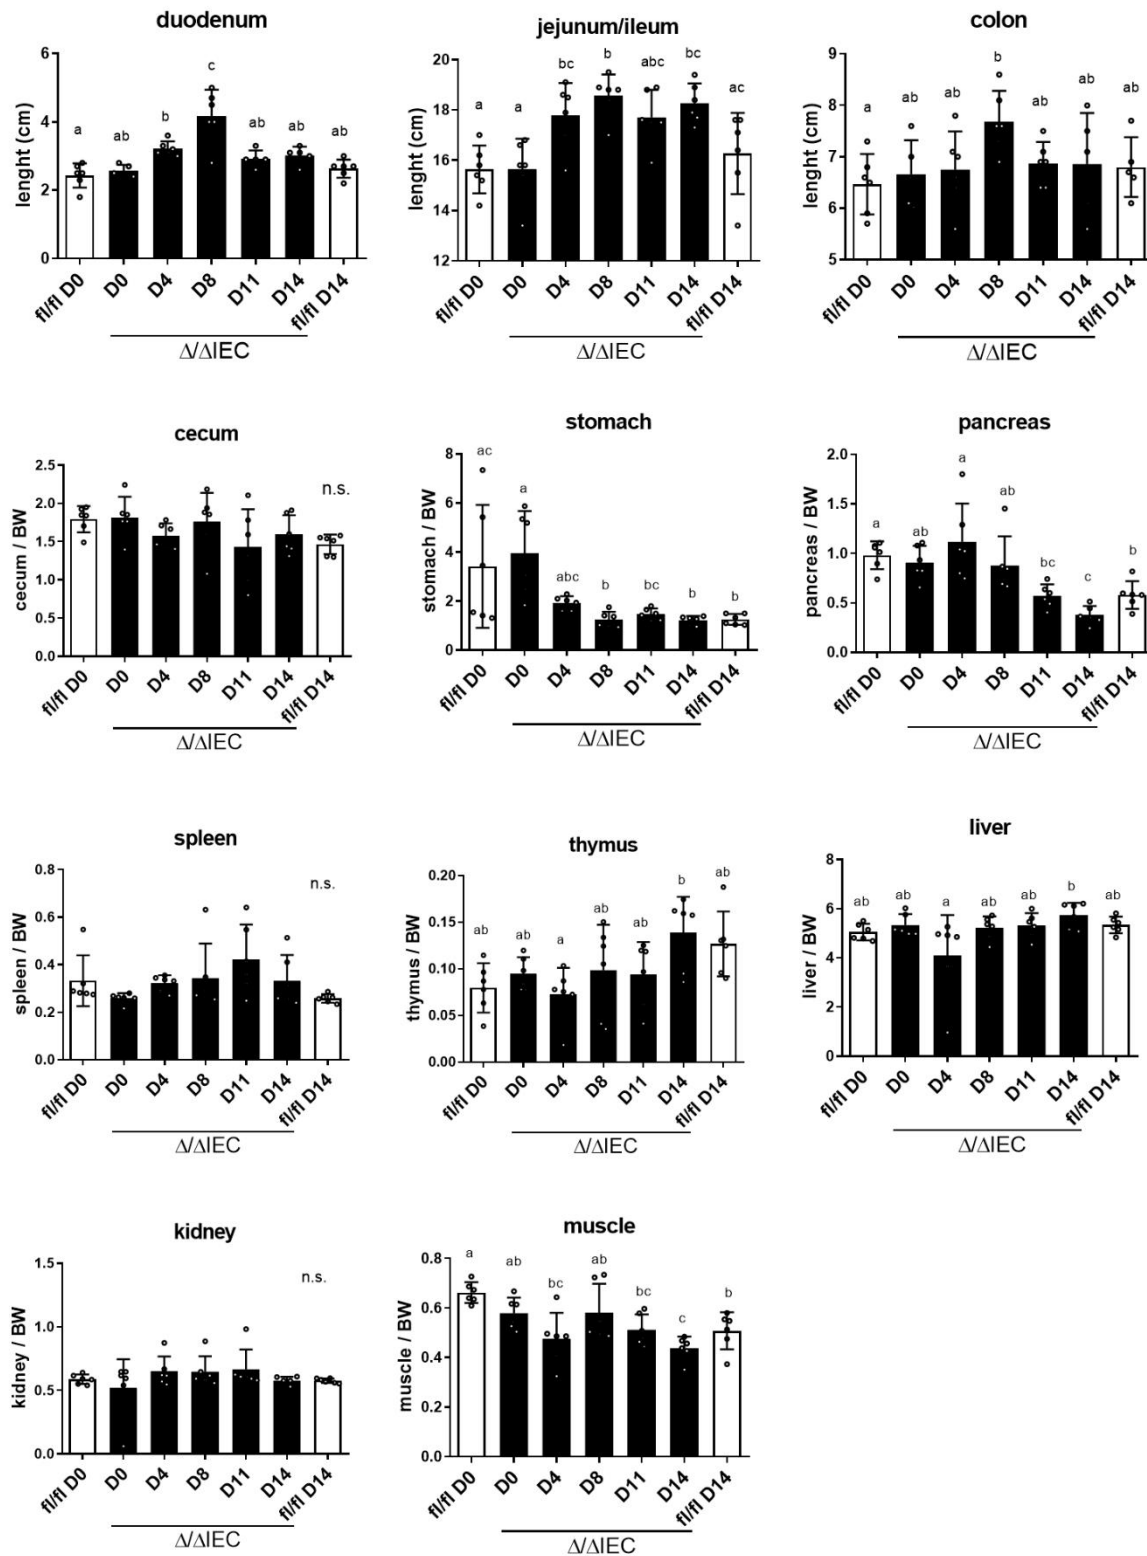 duodenum
lenght (cm)
6
4
2
0
a
ab
b
c
ab
ab
ab
fl/fl D0
D0
D4
D8
D11
D14
fl/fl D14
Δ/ΔIEC
jejunum/ileum
lenght (cm)
20
18
16
14
12
a
a
bc
b
abc
bc
ac
fl/fl D0
D0
D4
D8
D11
D14
fl/fl D14
Δ/ΔIEC
colon
lenght (cm)
9
8
7
6
5
a
ab
ab
b
ab
ab
ab
fl/fl D0
D0
D4
D8
D11
D14
fl/fl D14
Δ/ΔIEC
cecum
cecum / BW
2.5
2.0
1.5
1.0
0.5
0.0
n.s.
fl/fl D0
D0
D4
D8
D11
D14
fl/fl D14
Δ/ΔIEC
stomach
stomach / BW
8
6
4
2
0
ac
a
abc
b
bc
b
b
fl/fl D0
D0
D4
D8
D11
D14
fl/fl D14
Δ/ΔIEC
pancreas
pancreas / BW
2.0
1.5
1.0
0.5
0.0
a
ab
a
ab
bc
c
b
fl/fl D0
D0
D4
D8
D11
D14
fl/fl D14
Δ/ΔIEC
spleen
spleen / BW
0.8
0.6
0.4
0.2
0.0
n.s.
fl/fl D0
D0
D4
D8
D11
D14
fl/fl D14
Δ/ΔIEC
thymus
thymus / BW
0.20
0.15
0.10
0.05
0.00
ab
ab
a
ab
ab
b
ab
fl/fl D0
D0
D4
D8
D11
D14
fl/fl D14
Δ/ΔIEC
liver
liver / BW
8
6
4
2
0
ab
ab
a
ab
ab
b
ab
fl/fl D0
D0
D4
D8
D11
D14
fl/fl D14
Δ/ΔIEC
kidney
kidney / BW
1.5
1.0
0.5
0.0
n.s.
fl/fl D0
D0
D4
D8
D11
D14
fl/fl D14
Δ/ΔIEC
muscle
muscle / BW
0.8
0.6
0.4
0.2
0.0
a
ab
bc
ab
bc
c
b
fl/fl D0
D0
D4
D8
D11
D14
fl/fl D14
Δ/ΔIEC